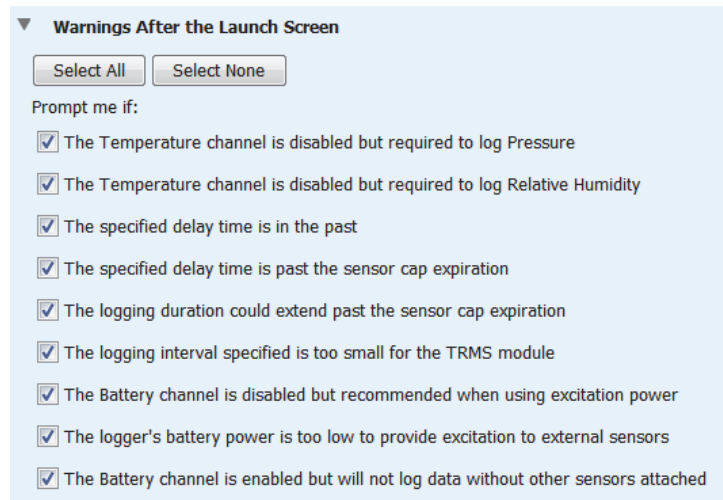 Warnings After the Launch Screen
Select All Select None
Prompt me if:
The Temperature channel is disabled but required to log Pressure
The Temperature channel is disabled but required to log Relative Humidity
The specified delay time is in the past
The specified delay time is past the sensor cap expiration
The logging duration could extend past the sensor cap expiration
The logging interval specified is too small for the TRMS module
The Battery channel is disabled but recommended when using excitation power
The logger's battery power is too low to provide excitation to external sensors
The Battery channel is enabled but will not log data without other sensors attached